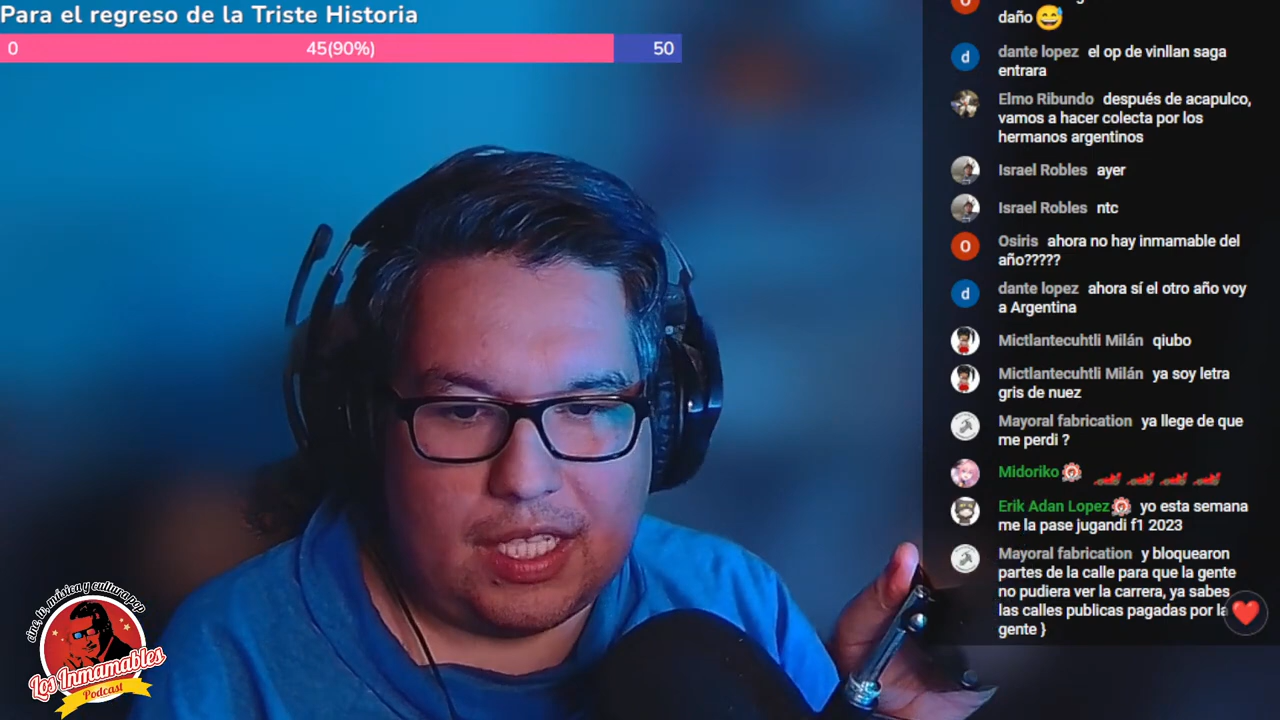 Para el regreso de la Triste Historia
0
45(90%)
50
daño
dante lopez el op de vinllan saga
entrara
Elmo Ribundo después de acapulco,
vamos a hacer colecta por los
hermanos argentinos
Israel Robles ayer
Israel Robles ntc
Osiris ahora no hay inmamable del
año?????
dante lopez ahora sí el otro año voy
a Argentina
Mictlantecuhtli Milán qiubo
Mictlantecuhtli Milán ya soy letra
gris de nuez
Mayoral fabrication ya llege de que
me perdi ?
Midoriko
Erik Adan Lopez yo esta semana
me la pase jugandi f1 2023
Mayoral fabrication y bloquearon
partes de la calle para que la gente
no pudiera ver la carrera, ya sabes
las calles publicas pagadas por la
gente }
cine, tv, música y cultura pop
Los Inmamables
Podcast